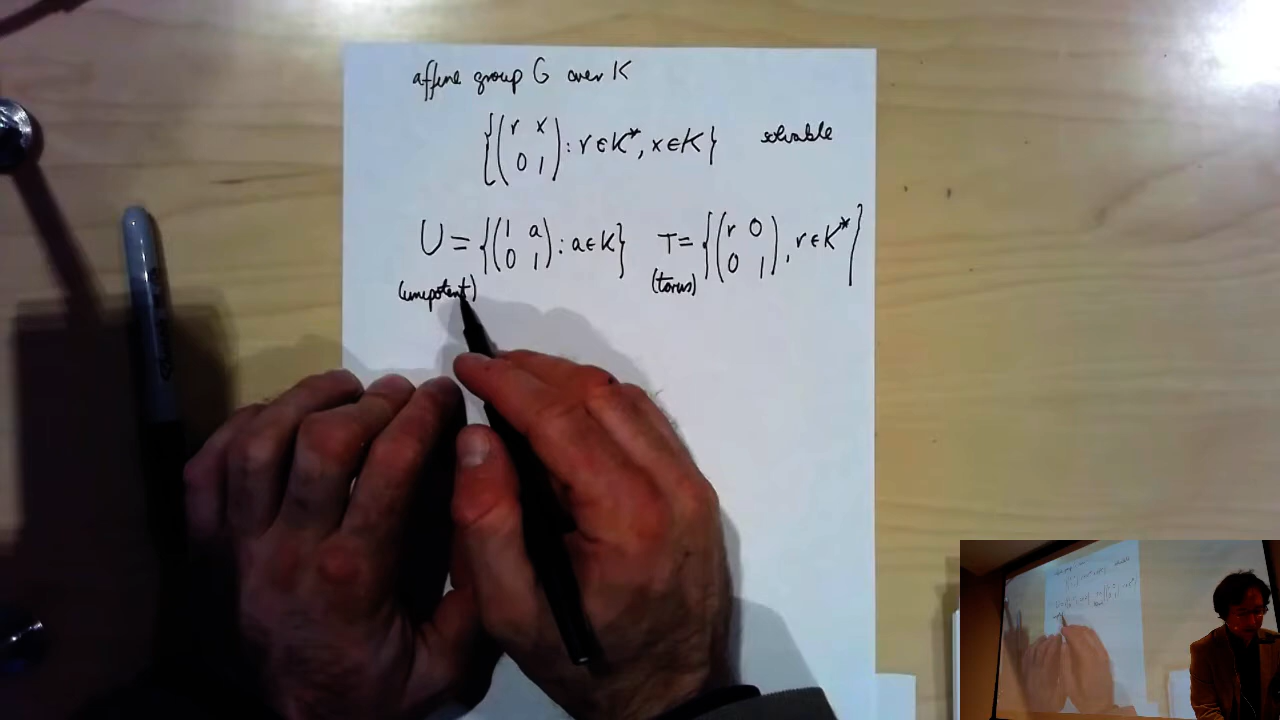 affine group G over K
{( r x ; 0 1 ) : r ∈ K*, x ∈ K} solvable
U = {( 1 a ; 0 1 ) : a ∈ K} T = {( r 0 ; 0 1 ), r ∈ K*}
(unipotent) (torus)